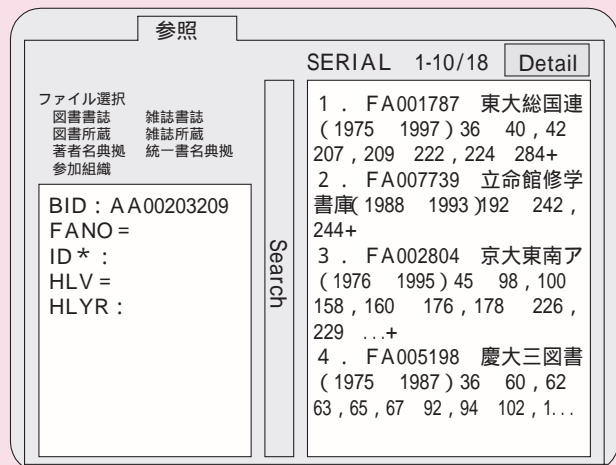 参照
SERIAL 1-10/18 Detail
ファイル選択
図書書誌 雑誌書誌
図書所蔵 雑誌所蔵
著者名典拠 統一書名典拠
参加組織
BID : AA00203209
FANO =
ID* :
HLV =
HLYR :
Search
1 . FA001787 東大総国連
( 1975 1997 ) 36 40 , 42
207 , 209 222 , 224 284+
2 . FA007739 立命館修学
書庫( 1988 1993 )192 242 ,
244+
3 . FA002804 京大東南ア
( 1976 1995 ) 45 98 , 100
158 , 160 176 , 178 226 ,
229 ...+
4 . FA005198 慶大三図書
( 1975 1987 ) 36 60 , 62
63 , 65 , 67 92 , 94 102 , 1...